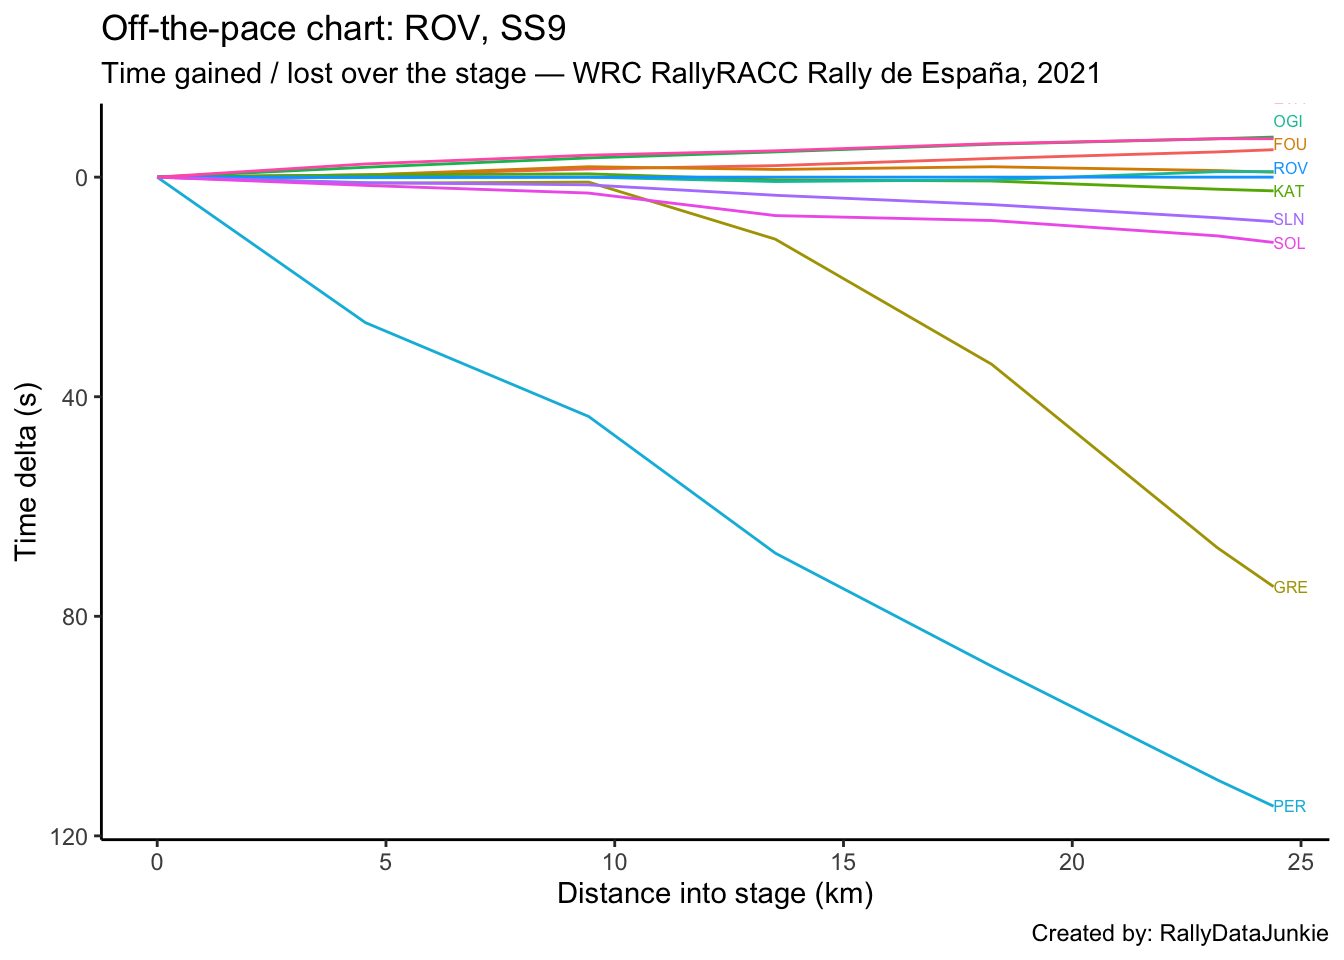 Off-the-pace chart: ROV, SS9
Time gained / lost over the stage — WRC RallyRACC Rally de España, 2021
OGI
FOU
ROV
KAT
SLN
SOL
GRE
PER
0
40
80
120
Time delta (s)
0 5 10 15 20 25
Distance into stage (km)
Created by: RallyDataJunkie